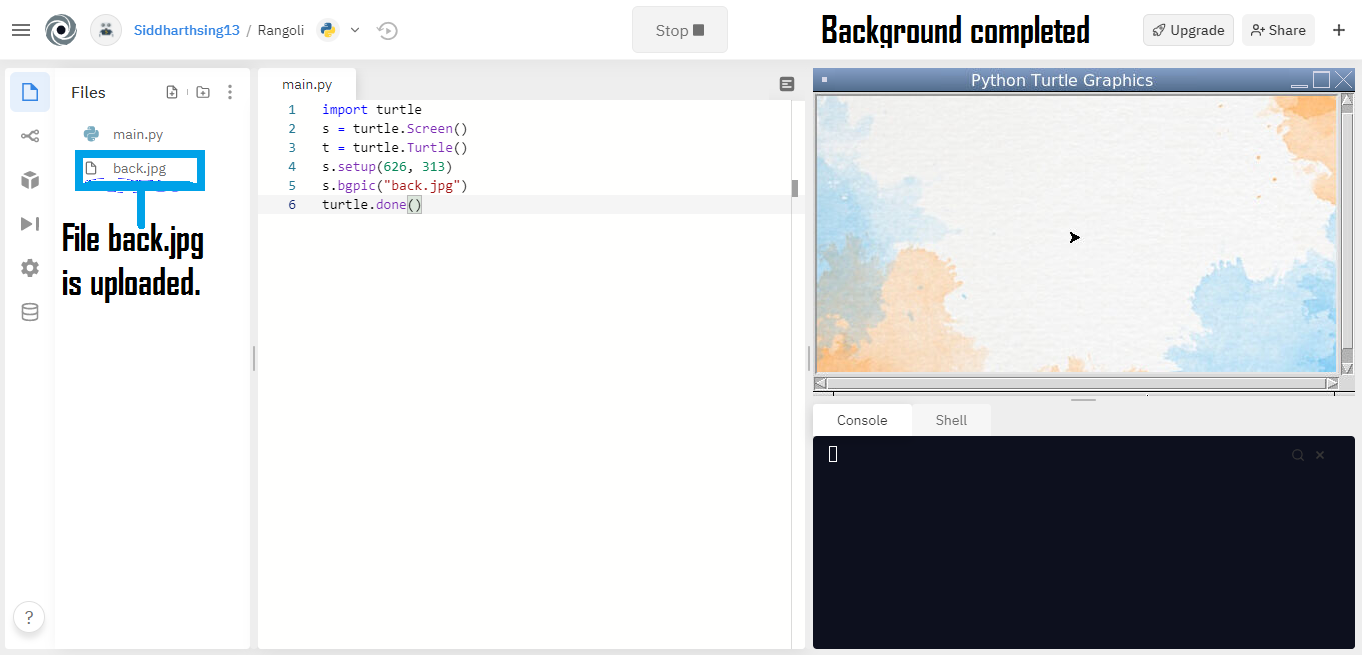 Siddharthsing13 / Rangoli
Stop
Background completed
Upgrade
Share
Files
main.py
back.jpg
File back.jpg
is uploaded.
?
main.py
1 import turtle
2 s = turtle.Screen()
3 t = turtle.Turtle()
4 s.setup(626, 313)
5 s.bgpic("back.jpg")
6 turtle.done()
Python Turtle Graphics
Console
Shell